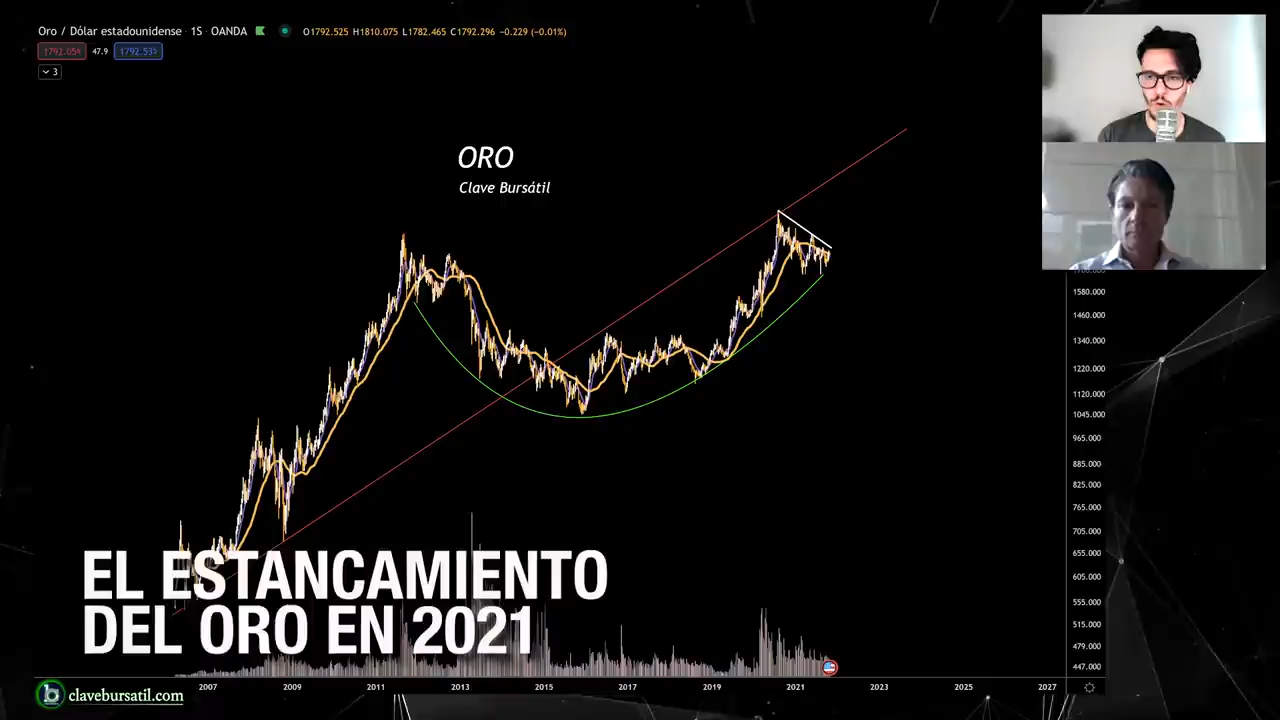 Oro / Dólar estadounidense · 1S · OANDA O1792.525 H1810.075 L1782.465 C1792.296 −0.229 (−0.01%)
1792.056 47.9 1792.535
3
ORO
Clave Bursátil
1580.000
1460.000
1340.000
1220.000
1120.000
1045.000
965.000
885.000
825.000
765.000
705.000
655.000
605.000
555.000
515.000
479.000
447.000
EL ESTANCAMIENTO
DEL ORO EN 2021
2007 2009 2011 2013 2015 2017 2019 2021 2023 2025 2027
clavebursatil.com